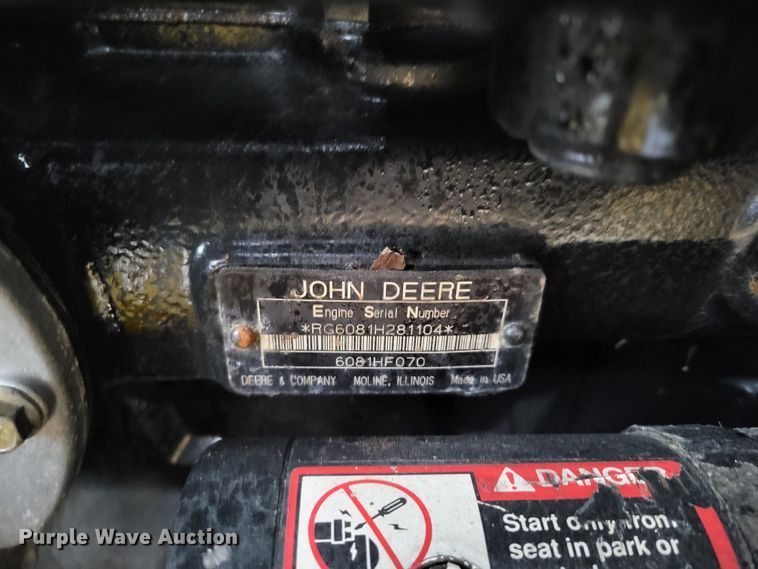 JOHN DEERE
Engine Serial Number
*RG6081H281104*
6081HF070
DEERE & COMPANY MOLINE, ILLINOIS Made in USA
DANGER
Start only from
seat in park or
Purple Wave Auction